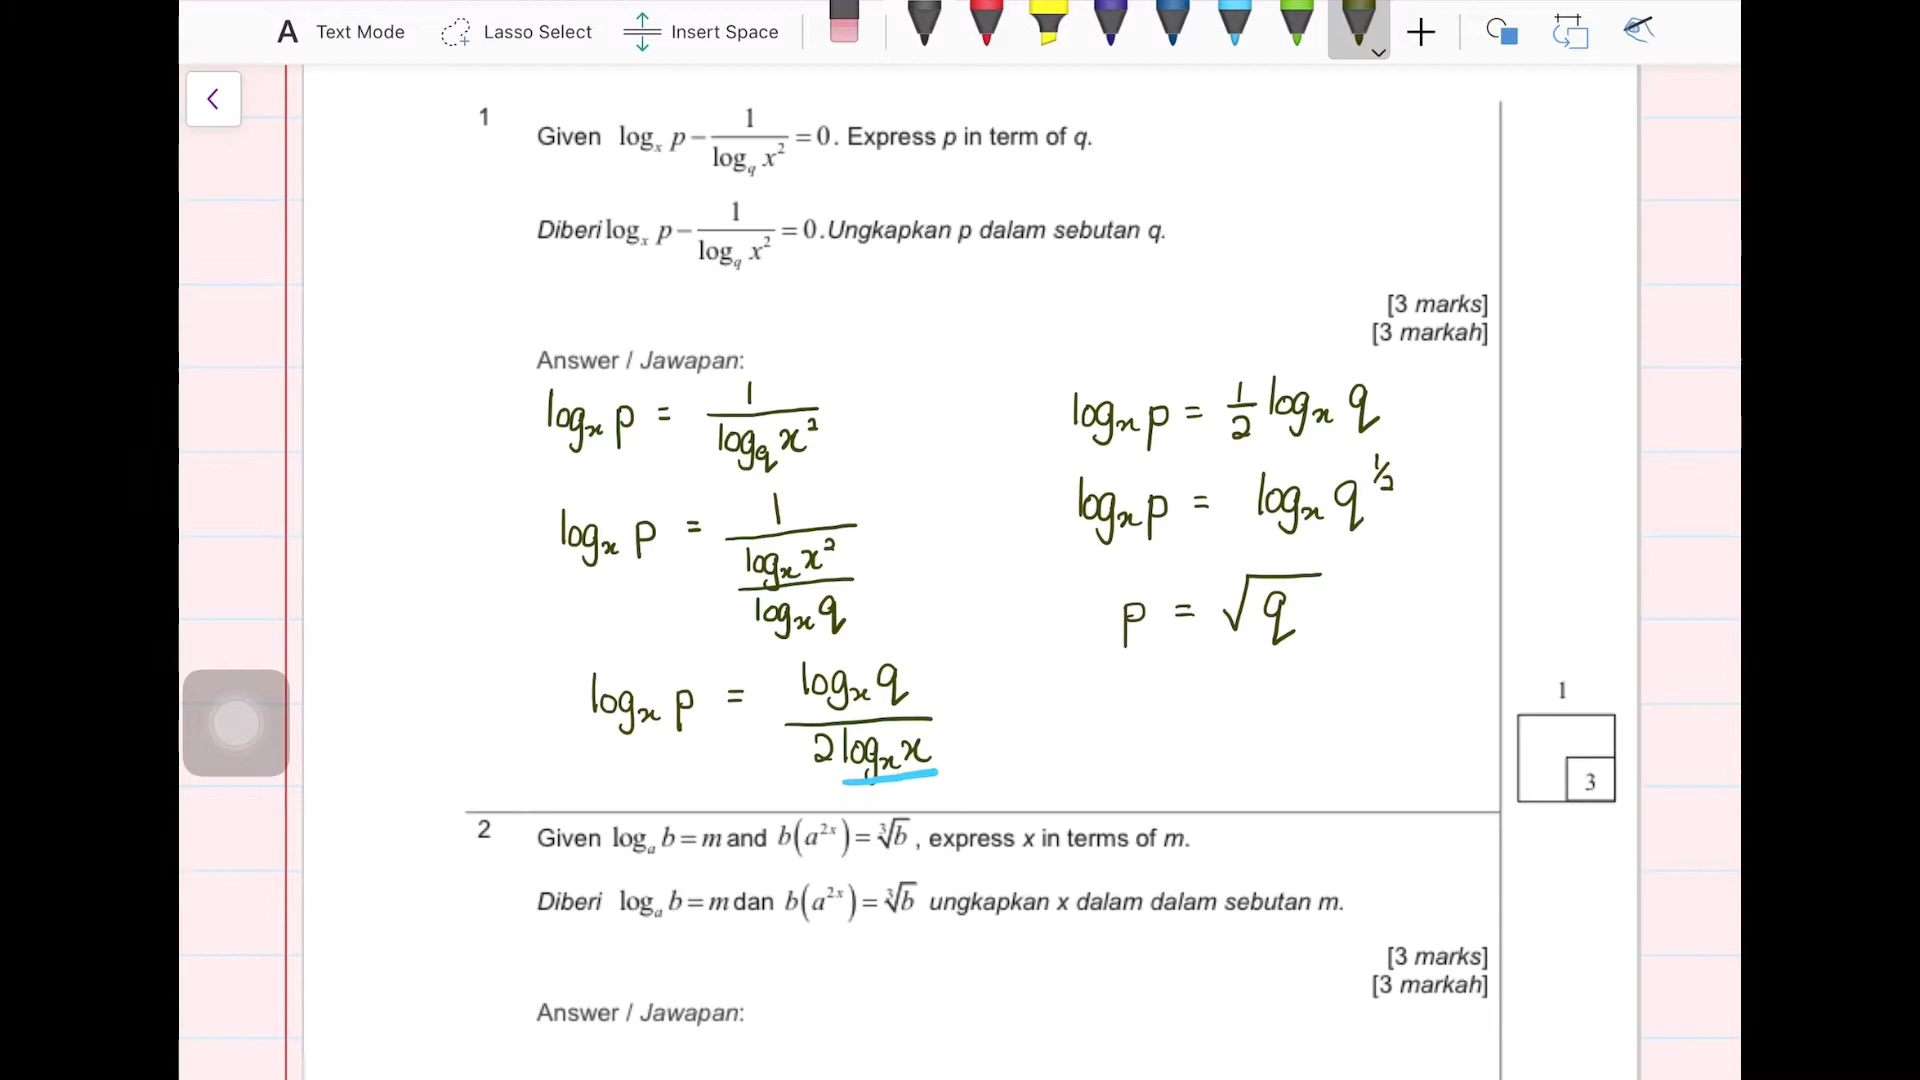 A Text Mode Lasso Select Insert Space
1
Given log_x p − 1/(log_q x²) = 0. Express p in term of q.
Diberi log_x p − 1/(log_q x²) = 0.Ungkapkan p dalam sebutan q.
[3 marks]
[3 markah]
Answer / Jawapan:
log_x p = 1/(log_q x²)
log_x p = 1/((log_x x²)/(log_x q))
log_x p = (log_x q)/(2 log_x x)
log_x p = 1/2 log_x q
log_x p = log_x q^(1/2)
p = √q
1
3
2
Given log_a b = m and b(a^(2x)) = ∛b, express x in terms of m.
Diberi log_a b = m dan b(a^(2x)) = ∛b ungkapkan x dalam dalam sebutan m.
[3 marks]
[3 markah]
Answer / Jawapan: